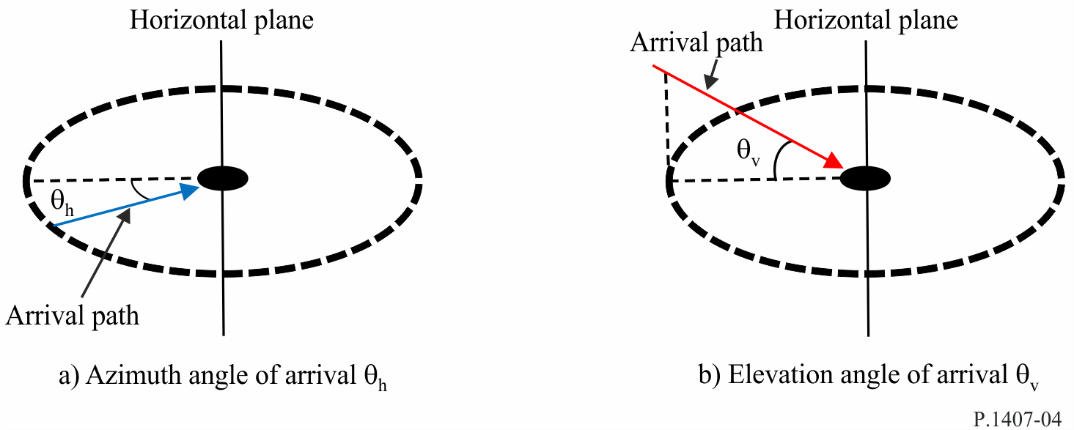 Horizontal plane
θh
Arrival path
a) Azimuth angle of arrival θh
Horizontal plane
Arrival path
θv
b) Elevation angle of arrival θv
P.1407-04